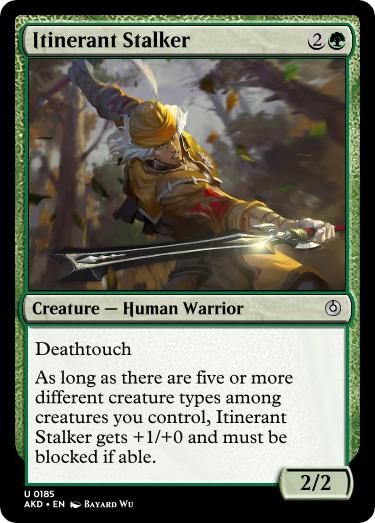 Itinerant Stalker 2
Creature — Human Warrior
Deathtouch
As long as there are five or more
different creature types among
creatures you control, Itinerant
Stalker gets +1/+0 and must be
blocked if able.
2/2
U 0185
AKD • EN Bayard Wu